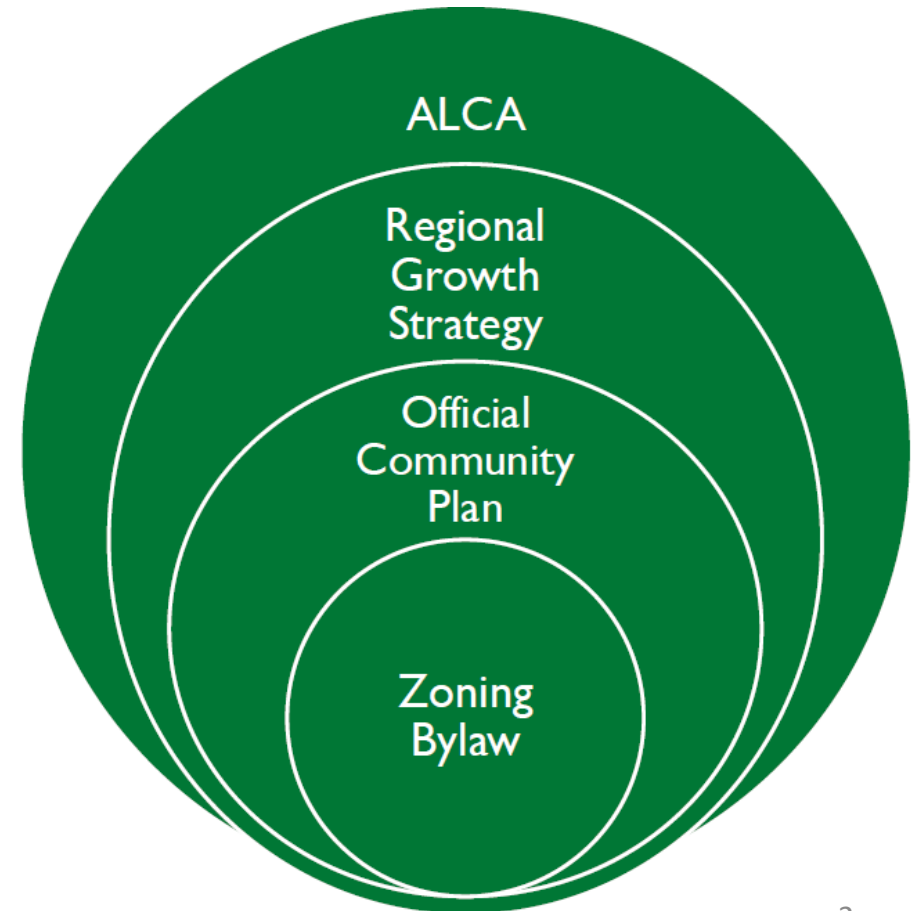 ALCA
Regional
Growth
Strategy
Official
Community
Plan
Zoning
Bylaw